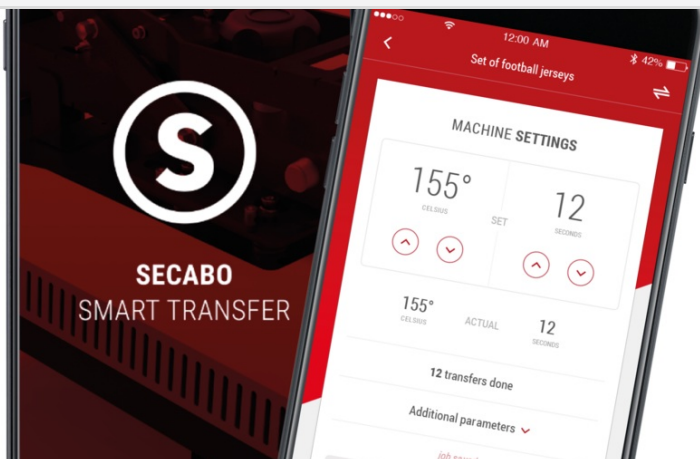 S
SECABO
SMART TRANSFER
12:00 AM
42%
Set of football jerseys
MACHINE SETTINGS
155° 12
CELSIUS SET SECONDS
155° 12
CELSIUS ACTUAL SECONDS
12 transfers done
Additional parameters
job